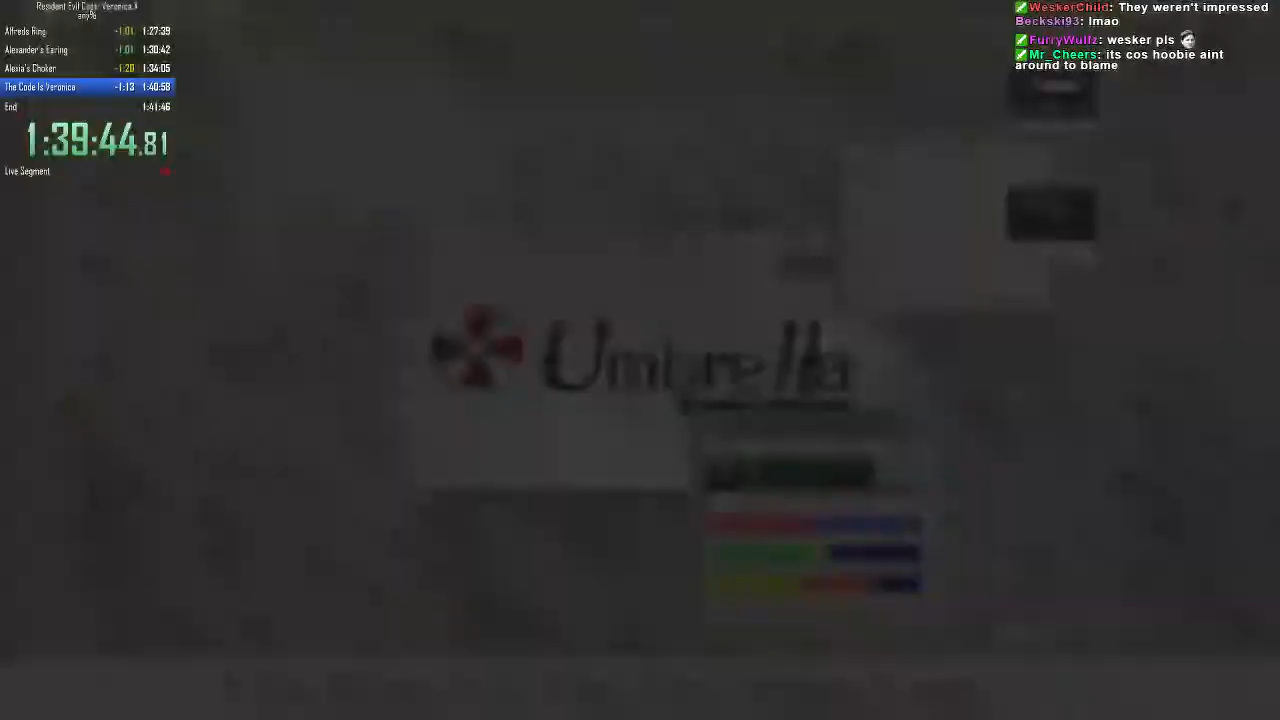 Resident Evil Code: Veronica X
any%
Alfreds Ring -1:01 1:27:39
Alexander's Earing -1:01 1:30:42
Alexia's Choker -1:20 1:34:05
The Code Is Veronica -1:13 1:40:58
End 1:41:46
1:39:44.81
Live Segment
WeskerChild: They weren't impressed
Beckski93: lmao
FurryWulfz: wesker pls
Mr_Cheers: its cos hoobie aint
around to blame
Umbrella